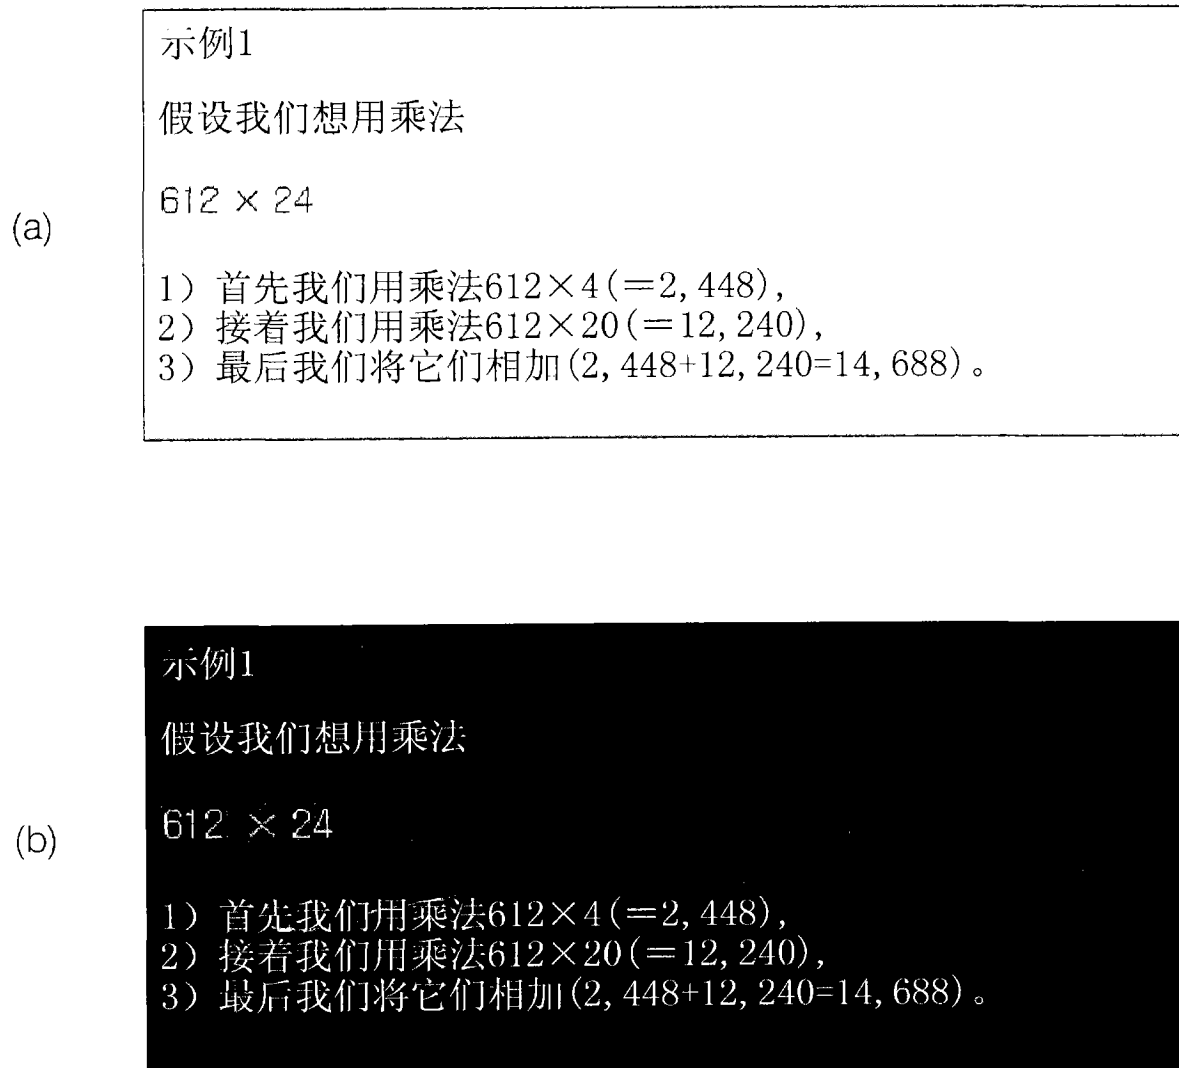 示例1
假设我们想用乘法
612 × 24
(a)
1) 首先我们用乘法612×4(=2,448),
2) 接着我们用乘法612×20(=12,240),
3) 最后我们将它们相加(2,448+12,240=14,688)。
示例1
假设我们想用乘法
612 × 24
(b)
1) 首先我们用乘法612×4(=2,448),
2) 接着我们用乘法612×20(=12,240),
3) 最后我们将它们相加(2,448+12,240=14,688)。